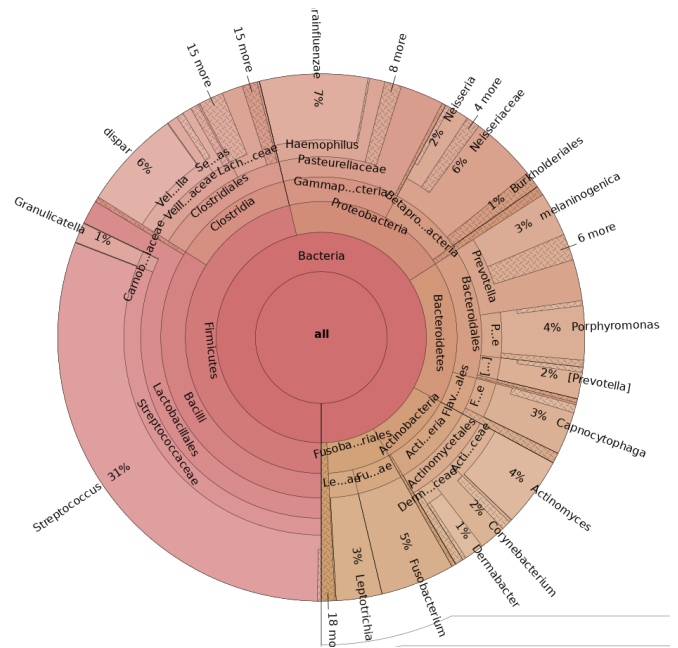 rainfluenzae
7%
8 more
15 more
15 more
Neisseria
2%
4 more
Neisseriaceae
6%
Burkholderiales
1%
melaninogenica
3%
6 more
dispar
6%
Se...as
Lach...ceae
Vei...lla
Veill...aceae
Clostridiales
Clostridia
Haemophilus
Pasteurellaceae
Gammap...cteria
Betapro...acteria
Proteobacteria
Granulicatella
1%
Carnob...aceae
Bacteria
all
Firmicutes
Bacilli
Lactobacillales
Streptococcaceae
31%
Streptococcus
Bacteroidetes
Bacteroidales
Prevotella
P...e
4% Porphyromonas
[...]
2% [Prevotella]
Flav...ales
F...e
3% Capnocytophaga
Actinobacteria
Acti...eria
Actinomycetales
Acti...ceae
4% Actinomyces
2% Corynebacterium
Derm...ceae
1% Dermabacter
Fusoba...riales
Fu...ae
Le...ae
5% Fusobacterium
3% Leptotrichia
18 mo